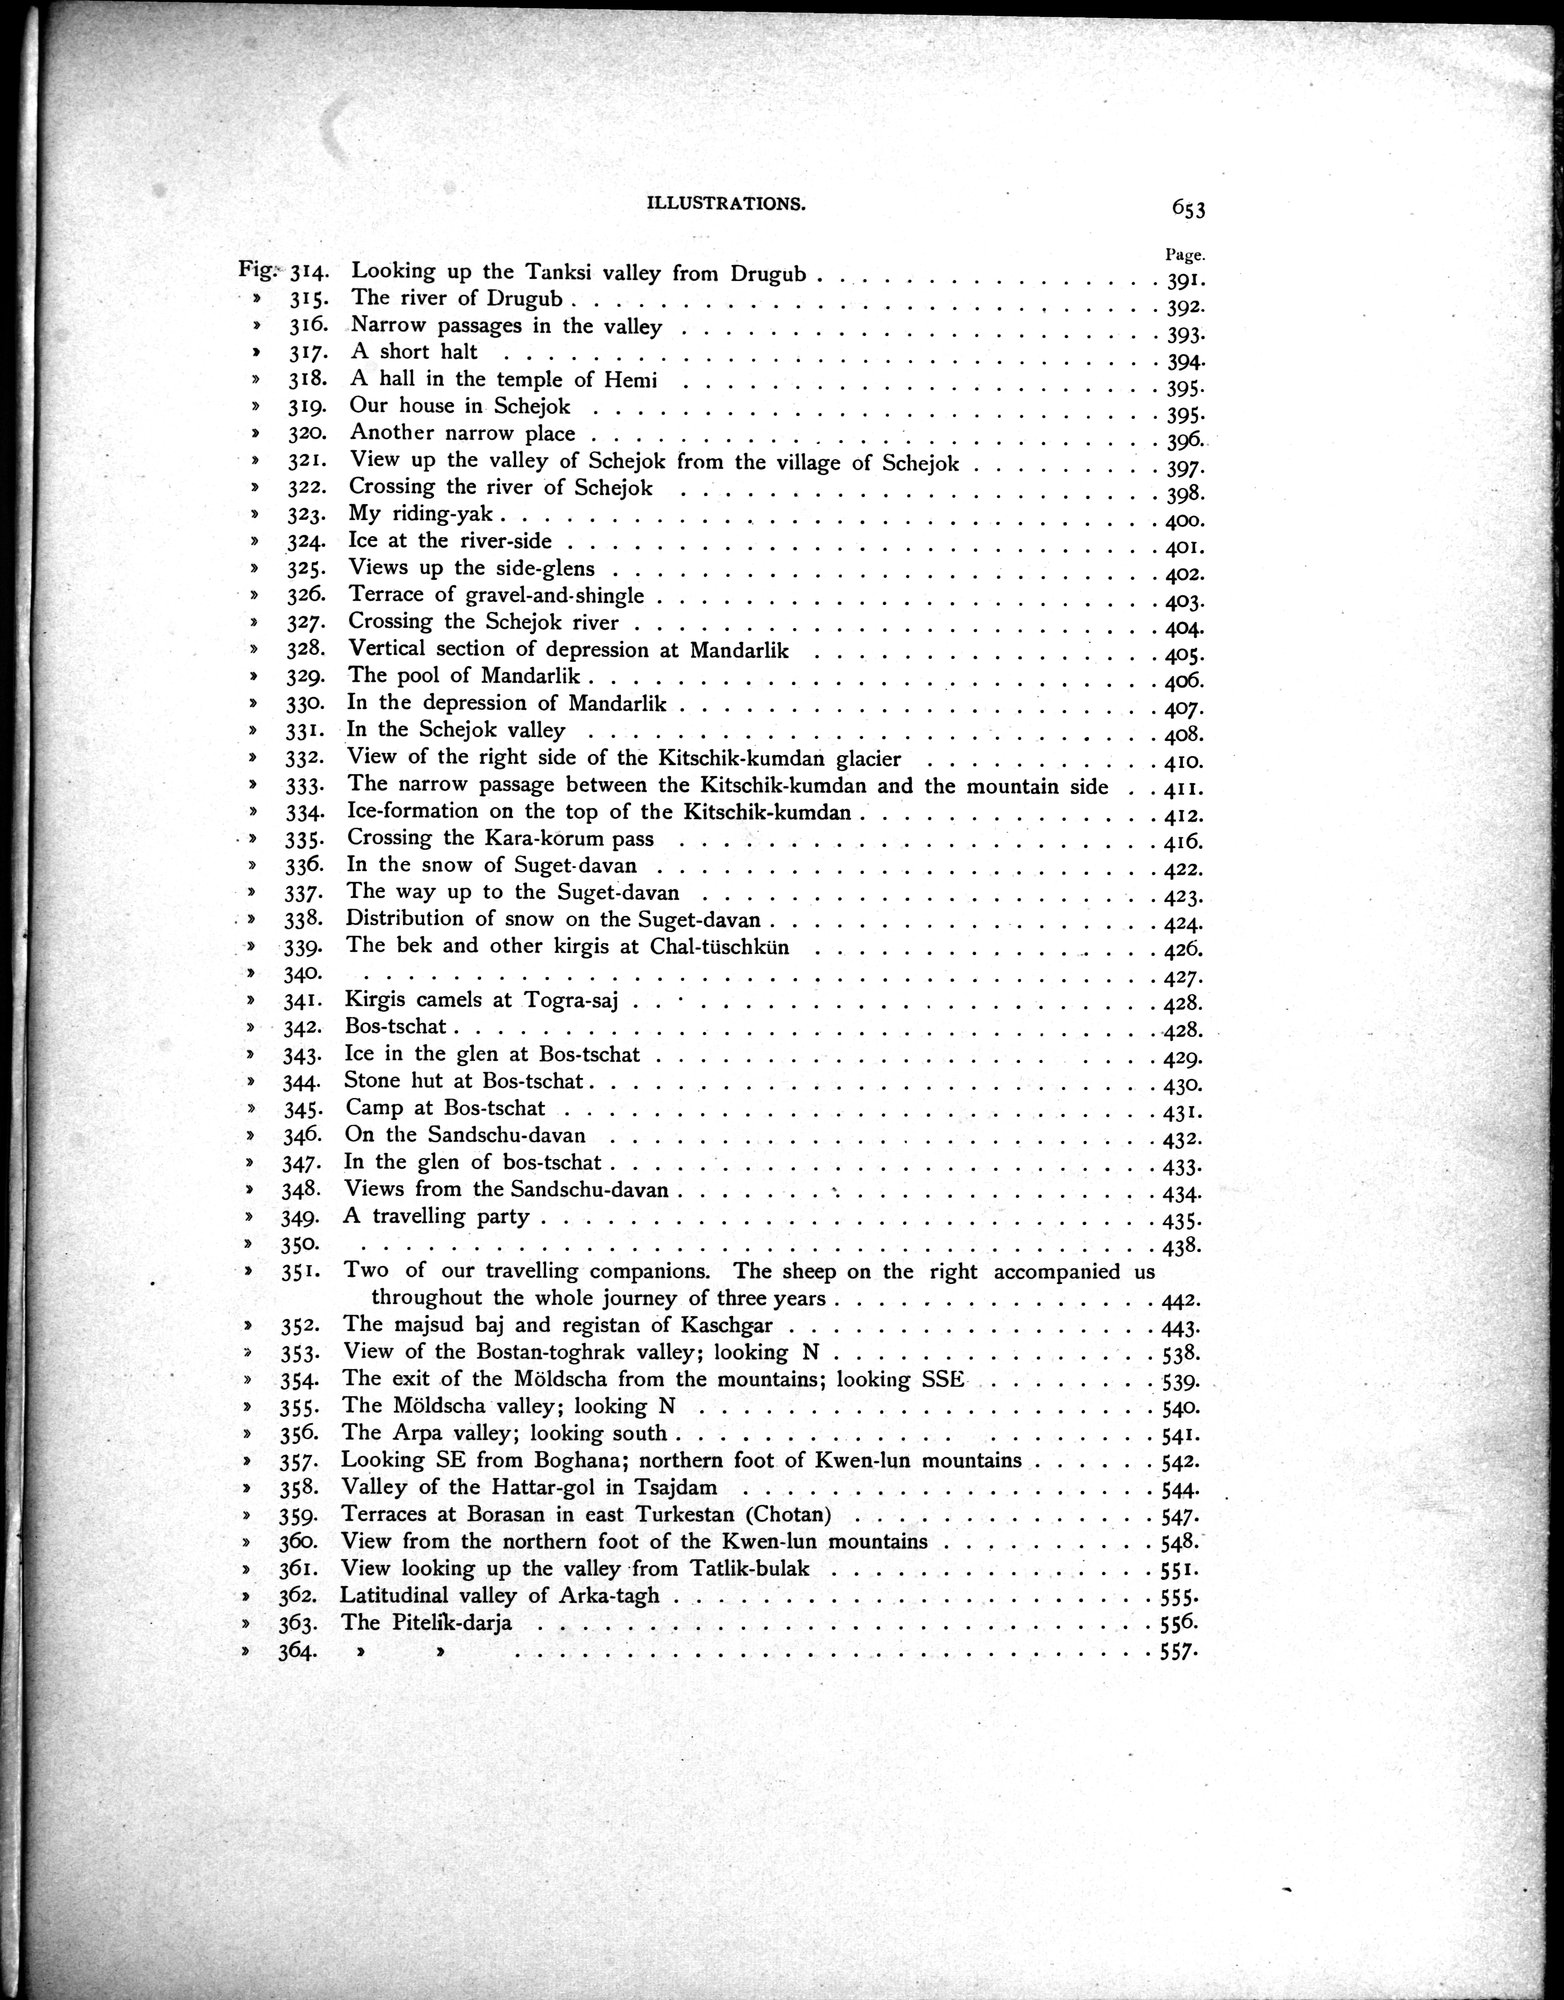 ILLUSTRATIONS. 653
Page.
Fig. 314. Looking up the Tanksi valley from Drugub . . . . . . . . . . . . . . . . 391.
» 315. The river of Drugub . . . . . . . . . . . . . . . . 392.
» 316. Narrow passages in the valley . . . . . . . . . . . . . . . . 393.
» 317. A short halt . . . . . . . . . . . . . . . . 394.
» 318. A hall in the temple of Hemi . . . . . . . . . . . . . . . . 395.
» 319. Our house in Schejok . . . . . . . . . . . . . . . . 395.
» 320. Another narrow place . . . . . . . . . . . . . . . . 396.
» 321. View up the valley of Schejok from the village of Schejok . . . . . . . . . 397.
» 322. Crossing the river of Schejok . . . . . . . . . . . . . . . . 398.
» 323. My riding-yak . . . . . . . . . . . . . . . . 400.
» 324. Ice at the river-side . . . . . . . . . . . . . . . . 401.
» 325. Views up the side-glens . . . . . . . . . . . . . . . . 402.
» 326. Terrace of gravel-and-shingle . . . . . . . . . . . . . . . . 403.
» 327. Crossing the Schejok river . . . . . . . . . . . . . . . . 404.
» 328. Vertical section of depression at Mandarlik . . . . . . . . . . . . . . . . 405.
» 329. The pool of Mandarlik . . . . . . . . . . . . . . . . 406.
» 330. In the depression of Mandarlik . . . . . . . . . . . . . . . . 407.
» 331. In the Schejok valley . . . . . . . . . . . . . . . . 408.
» 332. View of the right side of the Kitschik-kumdan glacier . . . . . . . . . . . 410.
» 333. The narrow passage between the Kitschik-kumdan and the mountain side . . 411.
» 334. Ice-formation on the top of the Kitschik-kumdan . . . . . . . . . . . . . . 412.
» 335. Crossing the Kara-korum pass . . . . . . . . . . . . . . . . 416.
» 336. In the snow of Suget-davan . . . . . . . . . . . . . . . . 422.
» 337. The way up to the Suget-davan . . . . . . . . . . . . . . . . 423.
» 338. Distribution of snow on the Suget-davan . . . . . . . . . . . . . . . . 424.
» 339. The bek and other kirgis at Chal-tüschkün . . . . . . . . . . . . . . . . 426.
» 340. . . . . . . . . . . . . . . . . 427.
» 341. Kirgis camels at Togra-saj . . . . . . . . . . . . . . . . 428.
» 342. Bos-tschat . . . . . . . . . . . . . . . . 428.
» 343. Ice in the glen at Bos-tschat . . . . . . . . . . . . . . . . 429.
» 344. Stone hut at Bos-tschat . . . . . . . . . . . . . . . . 430.
» 345. Camp at Bos-tschat . . . . . . . . . . . . . . . . 431.
» 346. On the Sandschu-davan . . . . . . . . . . . . . . . . 432.
» 347. In the glen of bos-tschat . . . . . . . . . . . . . . . . 433.
» 348. Views from the Sandschu-davan . . . . . . . . . . . . . . . . 434.
» 349. A travelling party . . . . . . . . . . . . . . . . 435.
» 350. . . . . . . . . . . . . . . . . 438.
» 351. Two of our travelling companions. The sheep on the right accompanied us
throughout the whole journey of three years . . . . . . . . . . . . . . . 442.
» 352. The majsud baj and registan of Kaschgar . . . . . . . . . . . . . . . . 443.
» 353. View of the Bostan-toghrak valley; looking N . . . . . . . . . . . . . . . 538.
» 354. The exit of the Möldscha from the mountains; looking SSE . . . . . . . . 539.
» 355. The Möldscha valley; looking N . . . . . . . . . . . . . . . . 540.
» 356. The Arpa valley; looking south . . . . . . . . . . . . . . . . 541.
» 357. Looking SE from Boghana; northern foot of Kwen-lun mountains . . . . . . 542.
» 358. Valley of the Hattar-gol in Tsajdam . . . . . . . . . . . . . . . . 544.
» 359. Terraces at Borasan in east Turkestan (Chotan) . . . . . . . . . . . . . . 547.
» 360. View from the northern foot of the Kwen-lun mountains . . . . . . . . . . 548.
» 361. View looking up the valley from Tatlik-bulak . . . . . . . . . . . . . . . 551.
» 362. Latitudinal valley of Arka-tagh . . . . . . . . . . . . . . . . 555.
» 363. The Pitelik-darja . . . . . . . . . . . . . . . . 556.
» 364. » » . . . . . . . . . . . . . . . . 557.